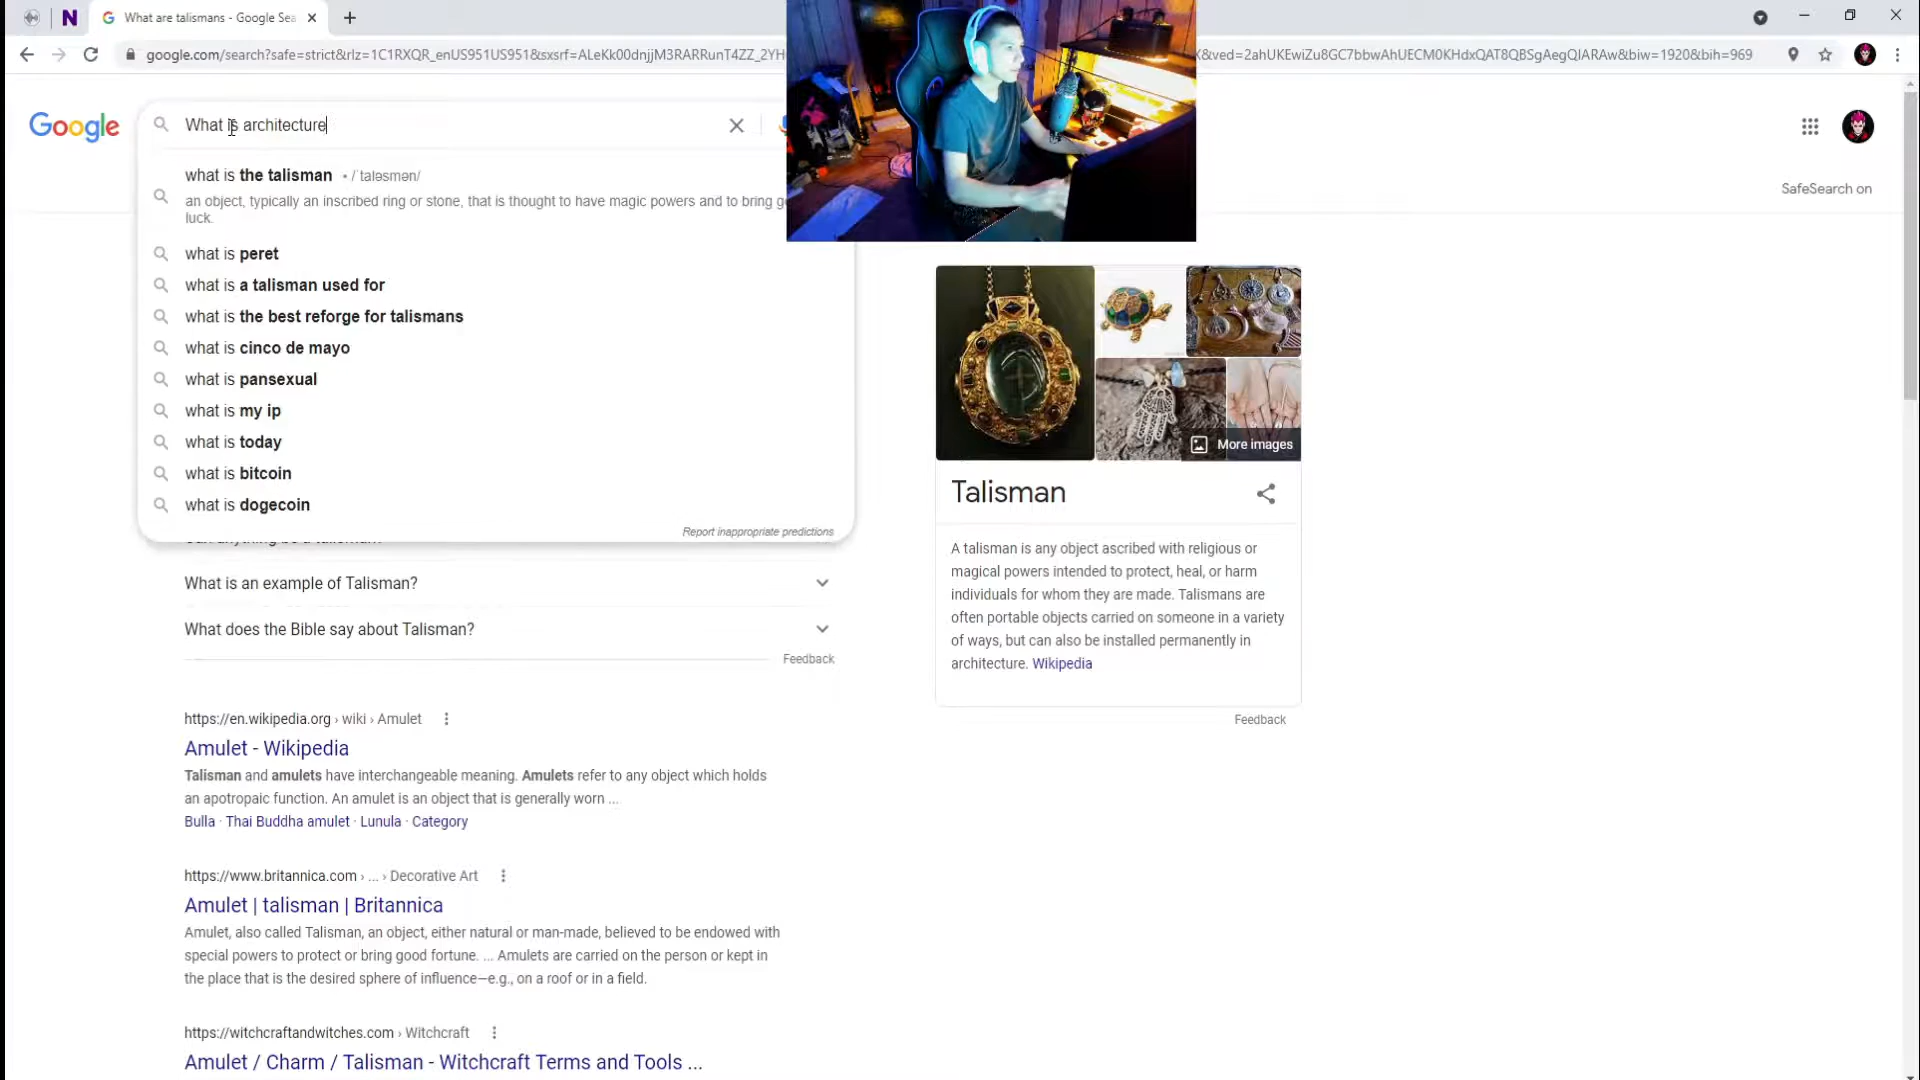 What are talismans - Google Sea
google.com/search?safe=strict&rlz=1C1RXQR_enUS951US951&sxsrf=ALeKk00dnjjM3RARRunT4ZZ_2YH
&ved=2ahUKEwiZu8GC7bbwAhUECM0KHdxQAT8QBSgAegQIARAw&biw=1920&bih=969
Google
What is architecture
SafeSearch on
what is the talisman • /ˈtaləsmən/
an object, typically an inscribed ring or stone, that is thought to have magic powers and to bring
luck.
what is peret
what is a talisman used for
what is the best reforge for talismans
what is cinco de mayo
what is pansexual
what is my ip
what is today
what is bitcoin
what is dogecoin
Report inappropriate predictions
What is an example of Talisman?
What does the Bible say about Talisman?
Feedback
https://en.wikipedia.org › wiki › Amulet
Amulet - Wikipedia
Talisman and amulets have interchangeable meaning. Amulets refer to any object which holds
an apotropaic function. An amulet is an object that is generally worn ...
Bulla · Thai Buddha amulet · Lunula · Category
https://www.britannica.com › ... › Decorative Art
Amulet | talisman | Britannica
Amulet, also called Talisman, an object, either natural or man-made, believed to be endowed with
special powers to protect or bring good fortune. ... Amulets are carried on the person or kept in
the place that is the desired sphere of influence—e.g., on a roof or in a field.
https://witchcraftandwitches.com › Witchcraft
Amulet / Charm / Talisman - Witchcraft Terms and Tools ...
More images
Talisman
A talisman is any object ascribed with religious or
magical powers intended to protect, heal, or harm
individuals for whom they are made. Talismans are
often portable objects carried on someone in a variety
of ways, but can also be installed permanently in
architecture. Wikipedia
Feedback